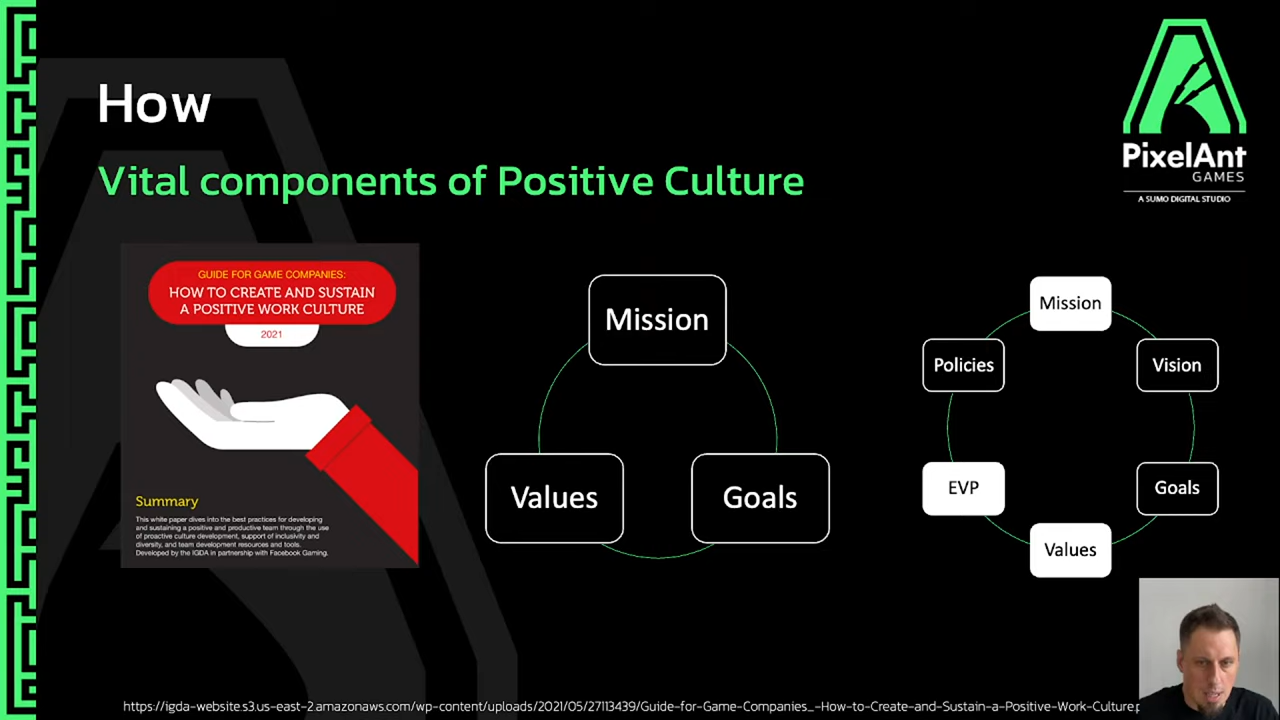 How
Vital components of Positive Culture
PixelAnt
GAMES
A SUMO DIGITAL STUDIO
GUIDE FOR GAME COMPANIES:
HOW TO CREATE AND SUSTAIN
A POSITIVE WORK CULTURE
2021
Summary
This white paper dives into the best practices for developing
and sustaining a positive and productive team through the use
of proactive culture development, support of inclusivity and
diversity, and team development resources and tools.
Developed by the IGDA in partnership with Facebook Gaming.
Mission
Values
Goals
Mission
Policies
Vision
EVP
Goals
Values
https://igda-website.s3.us-east-2.amazonaws.com/wp-content/uploads/2021/05/27113439/Guide-for-Game-Companies_-How-to-Create-and-Sustain-a-Positive-Work-Culture.p